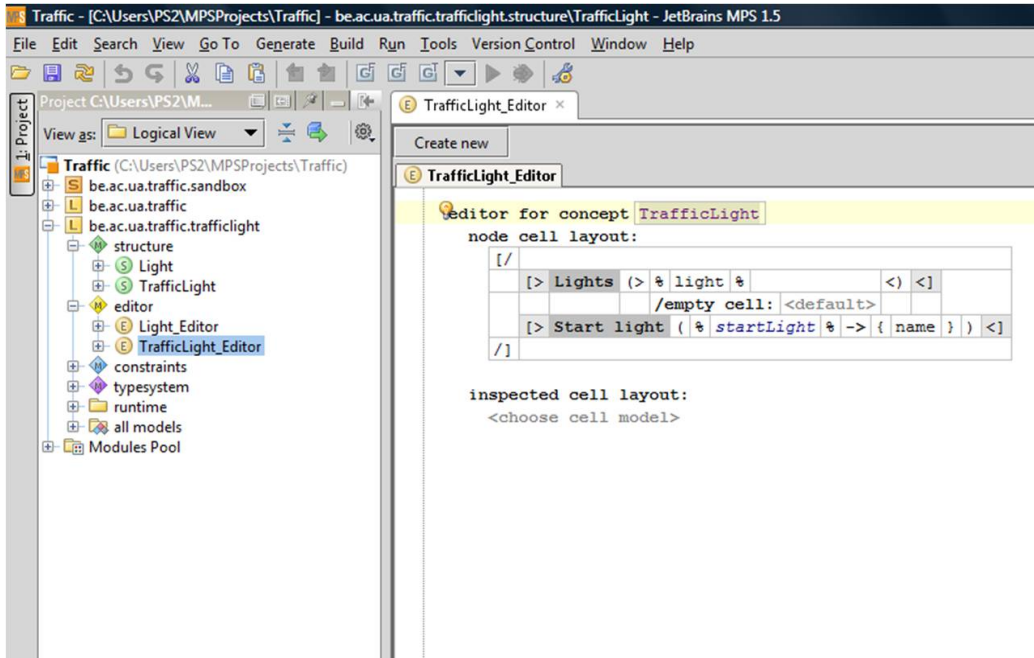 Traffic - [C:\Users\PS2\MPSProjects\Traffic] - be.ac.ua.traffic.trafficlight.structure\TrafficLight - JetBrains MPS 1.5
File Edit Search View Go To Generate Build Run Tools Version Control Window Help
Project C:\Users\PS2\M...
TrafficLight_Editor
1: Project
View as: Logical View
Create new
Traffic (C:\Users\PS2\MPSProjects\Traffic)
S be.ac.ua.traffic.sandbox
L be.ac.ua.traffic
L be.ac.ua.traffic.trafficlight
M structure
S Light
S TrafficLight
M editor
E Light_Editor
E TrafficLight_Editor
M constraints
M typesystem
runtime
all models
Modules Pool
E TrafficLight_Editor
editor for concept TrafficLight
node cell layout:
[/
[> Lights (> % light % <) <]
/empty cell: <default>
[> Start light ( % startLight % -> { name } ) <]
/]
inspected cell layout:
<choose cell model>